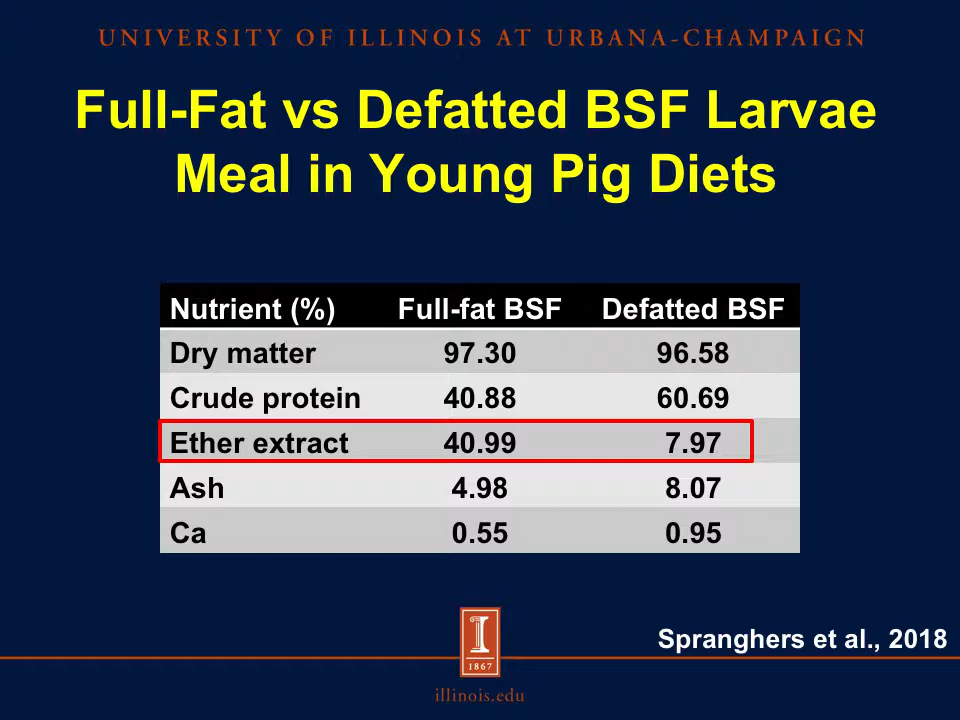 UNIVERSITY OF ILLINOIS AT URBANA-CHAMPAIGN
Full-Fat vs Defatted BSF Larvae
Meal in Young Pig Diets
Nutrient (%) Full-fat BSF Defatted BSF
Dry matter 97.30 96.58
Crude protein 40.88 60.69
Ether extract 40.99 7.97
Ash 4.98 8.07
Ca 0.55 0.95
Spranghers et al., 2018
I
1867
illinois.edu